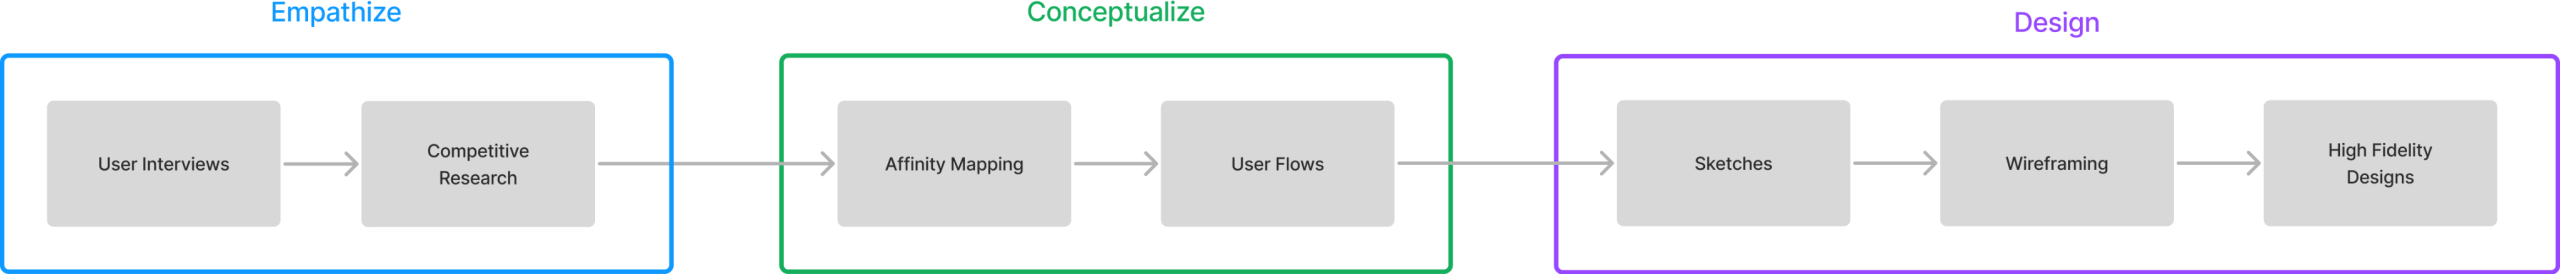 Empathize
Conceptualize
Design
User Interviews
Competitive
Research
Affinity Mapping
User Flows
Sketches
Wireframing
High Fidelity
Designs